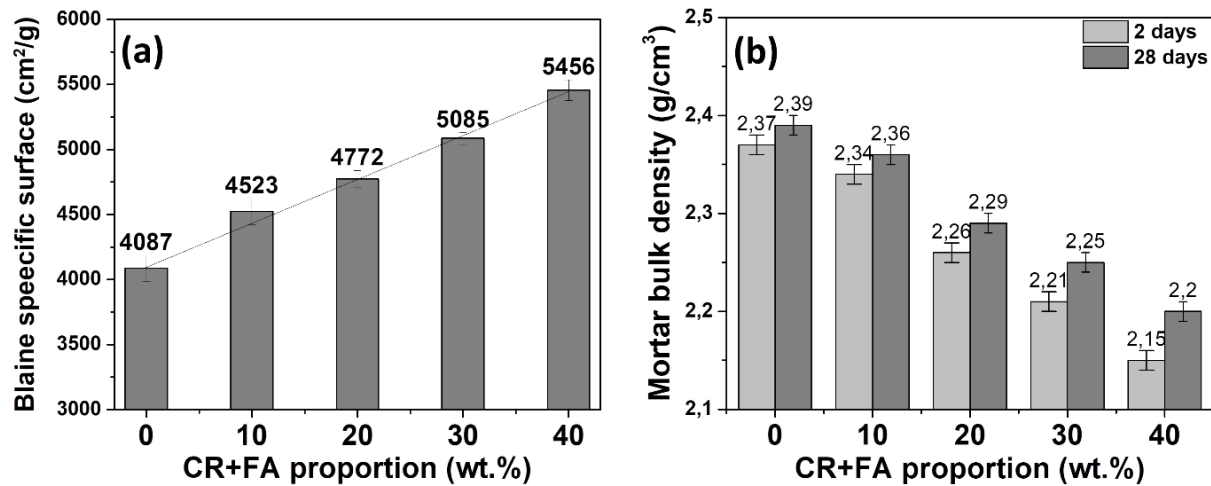 (a)
Blaine speecific surface (cm²/g)
6000
5500
5000
4500
4000
3500
3000
4087
4523
4772
5085
5456
0 10 20 30 40
CR+FA proportion (wt.%)
(b)
Mortar bulk density (g/cm³)
2 days
28 days
2,5
2,4
2,3
2,2
2,1
2,37
2,39
2,34
2,36
2,26
2,29
2,21
2,25
2,15
2,2
0 10 20 30 40
CR+FA proportion (wt.%)